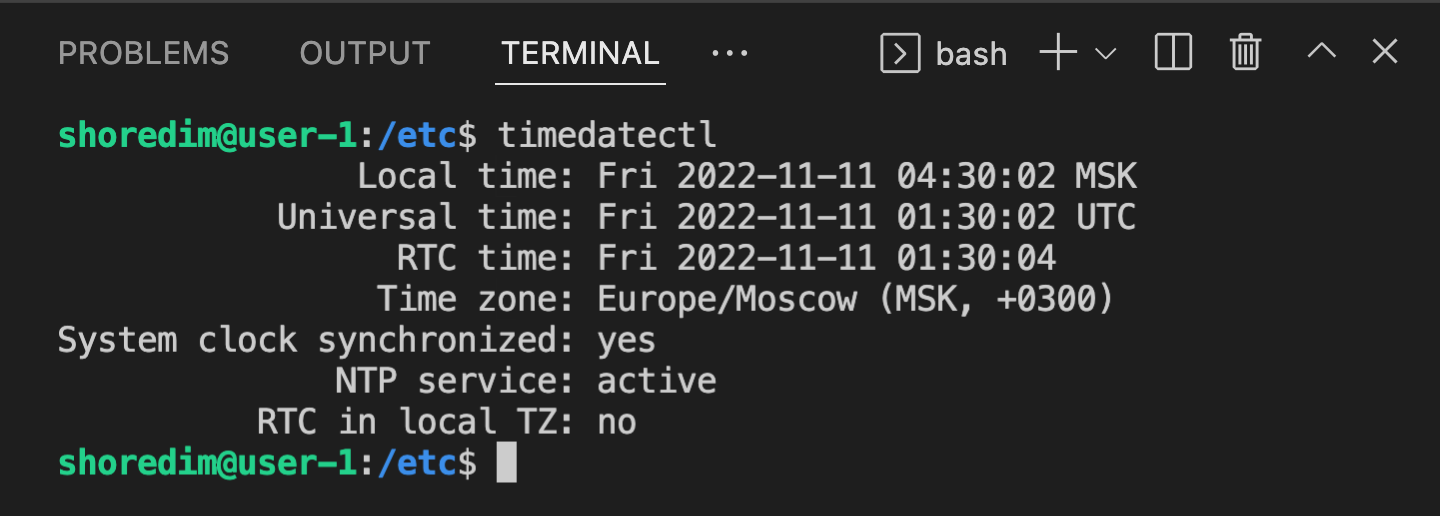 PROBLEMS OUTPUT TERMINAL ... bash
shoredim@user-1:/etc$ timedatectl
Local time: Fri 2022-11-11 04:30:02 MSK
Universal time: Fri 2022-11-11 01:30:02 UTC
RTC time: Fri 2022-11-11 01:30:04
Time zone: Europe/Moscow (MSK, +0300)
System clock synchronized: yes
NTP service: active
RTC in local TZ: no
shoredim@user-1:/etc$